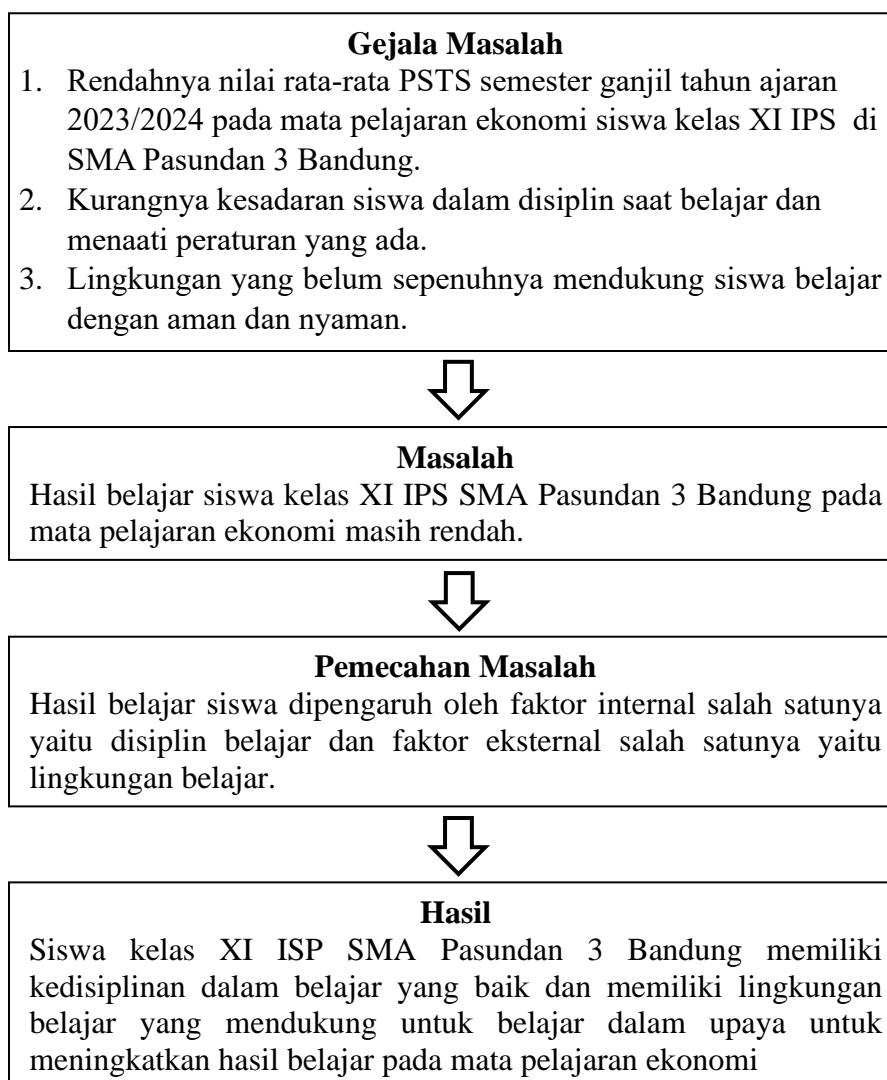 Gejala Masalah
1. Rendahnya nilai rata-rata PSTS semester ganjil tahun ajaran
2023/2024 pada mata pelajaran ekonomi siswa kelas XI IPS di
SMA Pasundan 3 Bandung.
2. Kurangnya kesadaran siswa dalam disiplin saat belajar dan
menaati peraturan yang ada.
3. Lingkungan yang belum sepenuhnya mendukung siswa belajar
dengan aman dan nyaman.
Masalah
Hasil belajar siswa kelas XI IPS SMA Pasundan 3 Bandung pada
mata pelajaran ekonomi masih rendah.
Pemecahan Masalah
Hasil belajar siswa dipengaruh oleh faktor internal salah satunya
yaitu disiplin belajar dan faktor eksternal salah satunya yaitu
lingkungan belajar.
Hasil
Siswa kelas XI ISP SMA Pasundan 3 Bandung memiliki
kedisiplinan dalam belajar yang baik dan memiliki lingkungan
belajar yang mendukung untuk belajar dalam upaya untuk
meningkatkan hasil belajar pada mata pelajaran ekonomi